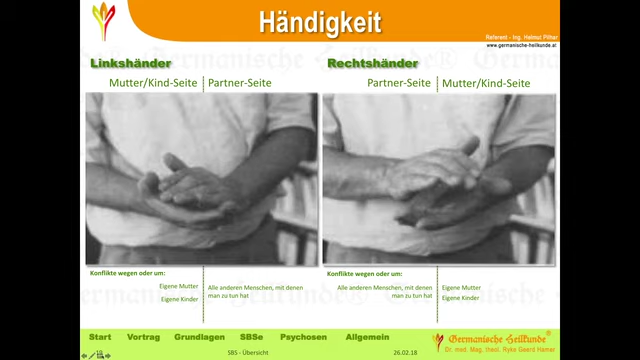 Händigkeit
Referent - Ing. Helmut Pilhar
www.germanische-heilkunde.at
Linkshänder
Mutter/Kind-Seite
Partner-Seite
Konflikte wegen oder um:
Eigene Mutter
Eigene Kinder
Alle anderen Menschen, mit denen
man zu tun hat
Rechtshänder
Partner-Seite
Mutter/Kind-Seite
Konflikte wegen oder um:
Alle anderen Menschen, mit denen
man zu tun hat
Eigene Mutter
Eigene Kinder
Start Vortrag Grundlagen SBSe Psychosen Allgemein
SBS - Übersicht
26.02.18
Germanische Heilkunde®
Dr. med. Mag. theol. Ryke Geerd Hamer